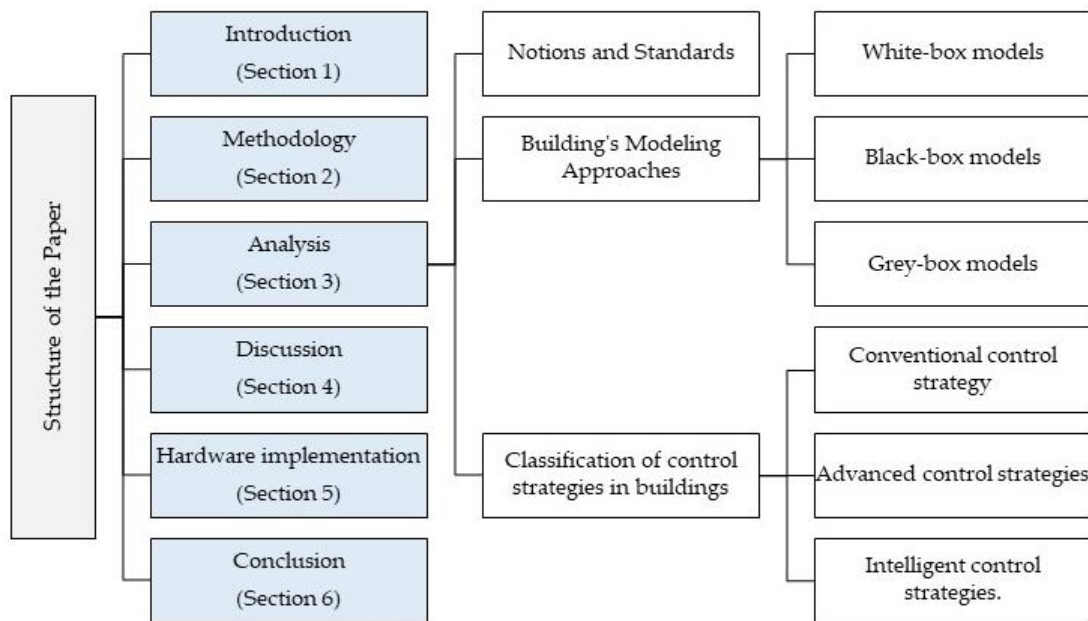 Structure of the Paper
Introduction
(Section 1)
Methodology
(Section 2)
Analysis
(Section 3)
Discussion
(Section 4)
Hardware implementation
(Section 5)
Conclusion
(Section 6)
Notions and Standards
Building's Modeling
Approaches
Classification of control
strategies in buildings
White-box models
Black-box models
Grey-box models
Conventional control
strategy
Advanced control strategies
Intelligent control
strategies.